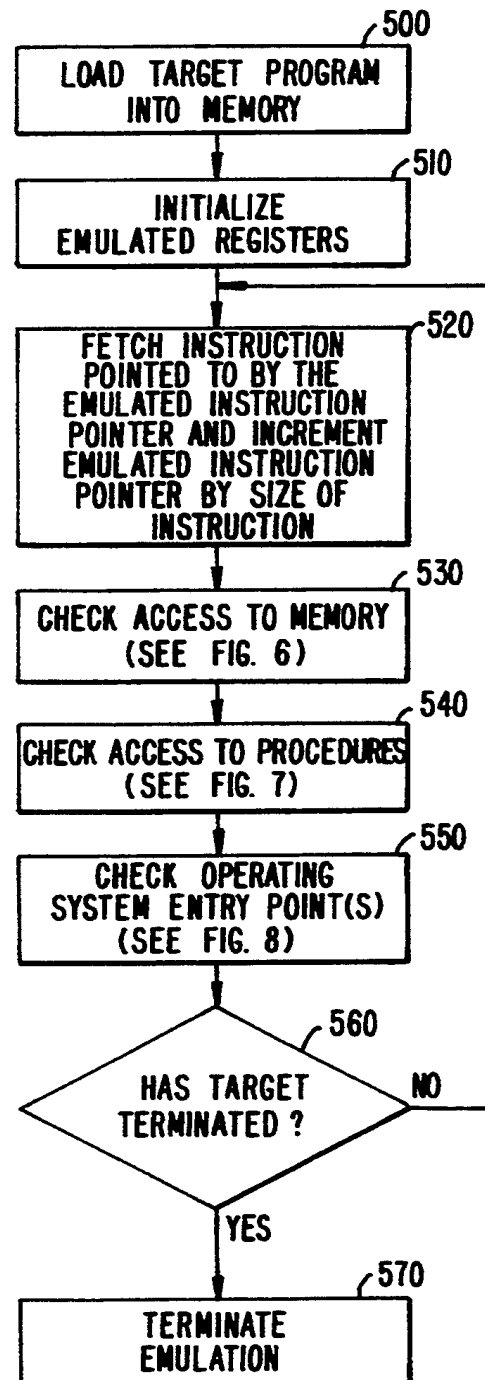 500
LOAD TARGET PROGRAM
INTO MEMORY
510
INITIALIZE
EMULATED REGISTERS
520
FETCH INSTRUCTION
POINTED TO BY THE
EMULATED INSTRUCTION
POINTER AND INCREMENT
EMULATED INSTRUCTION
POINTER BY SIZE OF
INSTRUCTION
530
CHECK ACCESS TO MEMORY
(SEE FIG. 6)
540
CHECK ACCESS TO PROCEDURES
(SEE FIG. 7)
550
CHECK OPERATING
SYSTEM ENTRY POINT(S)
(SEE FIG. 8)
560
HAS TARGET
TERMINATED ?
NO
YES
570
TERMINATE
EMULATION